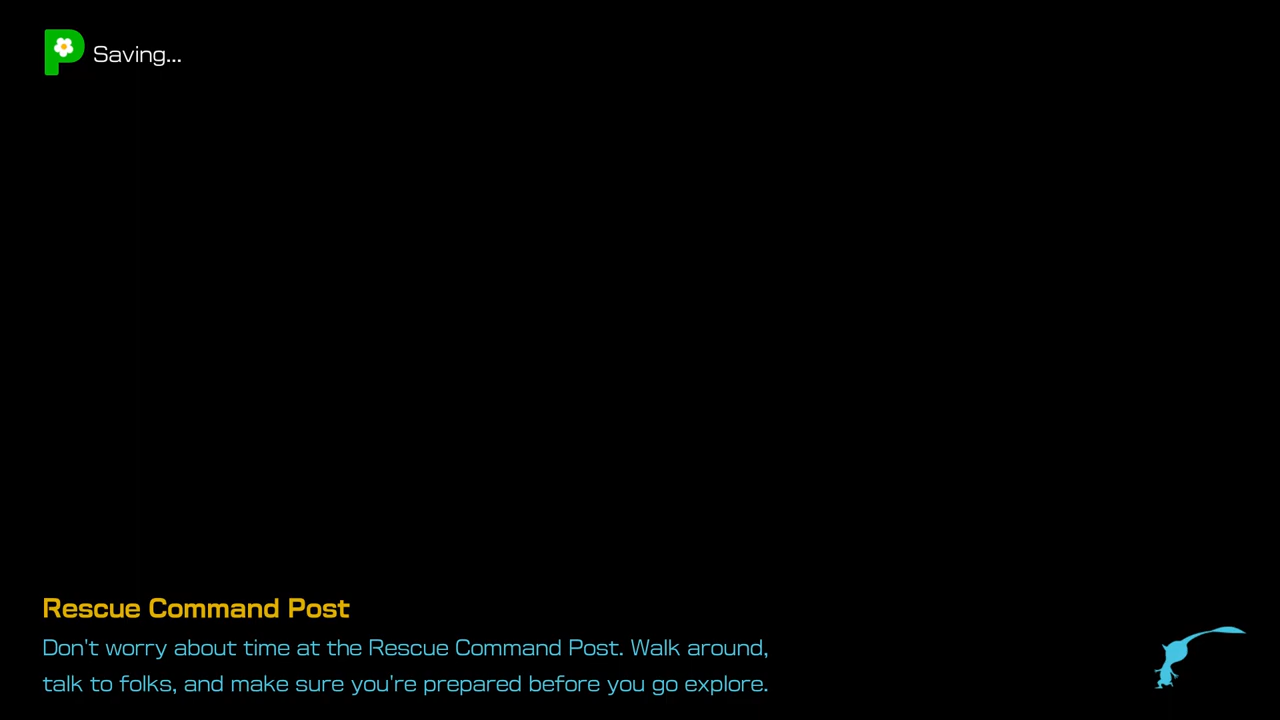 Saving...
Rescue Command Post
Don't worry about time at the Rescue Command Post. Walk around,
talk to folks, and make sure you're prepared before you go explore.